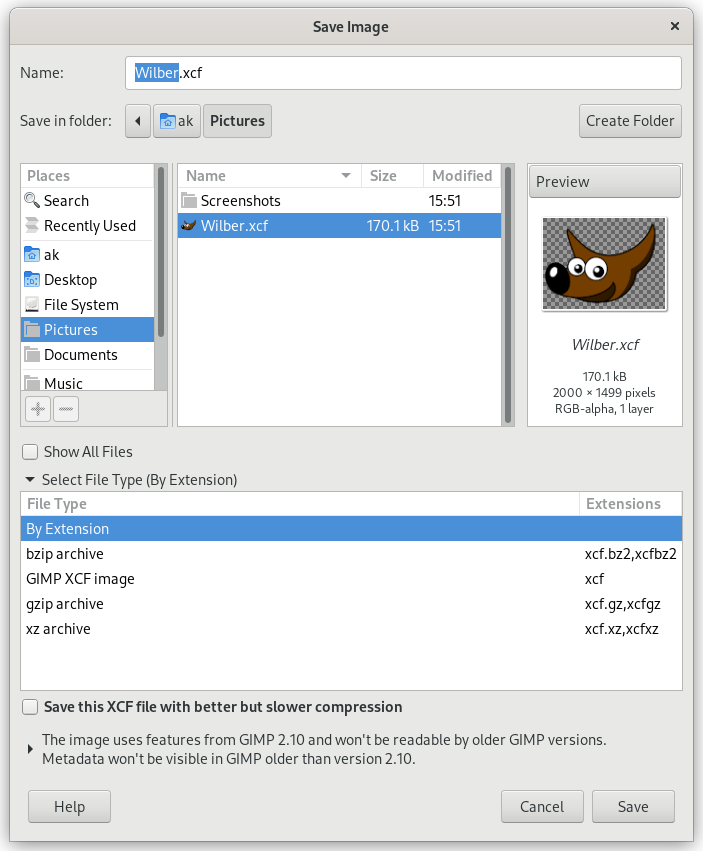 Save Image
Name: Wilber.xcf
Save in folder: ak Pictures Create Folder
Places
Search
Recently Used
ak
Desktop
File System
Pictures
Documents
Music
Name Size Modified
Screenshots 15:51
Wilber.xcf 170.1 kB 15:51
Preview
Wilber.xcf
170.1 kB
2000 × 1499 pixels
RGB-alpha, 1 layer
Show All Files
Select File Type (By Extension)
File Type Extensions
By Extension
bzip archive xcf.bz2,xcfbz2
GIMP XCF image xcf
gzip archive xcf.gz,xcfgz
xz archive xcf.xz,xcfxz
Save this XCF file with better but slower compression
The image uses features from GIMP 2.10 and won't be readable by older GIMP versions.
Metadata won't be visible in GIMP older than version 2.10.
Help Cancel Save